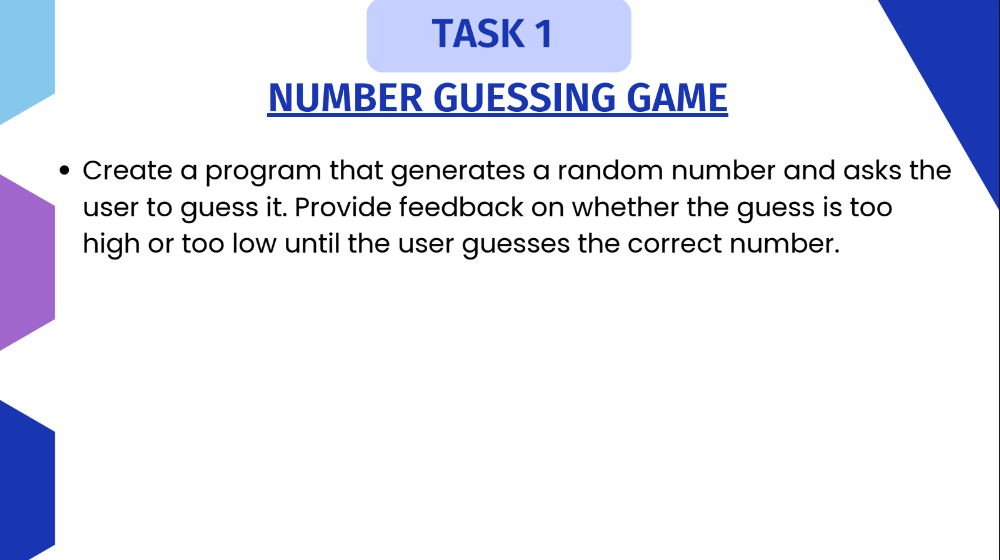 TASK 1
NUMBER GUESSING GAME
• Create a program that generates a random number and asks the
user to guess it. Provide feedback on whether the guess is too
high or too low until the user guesses the correct number.